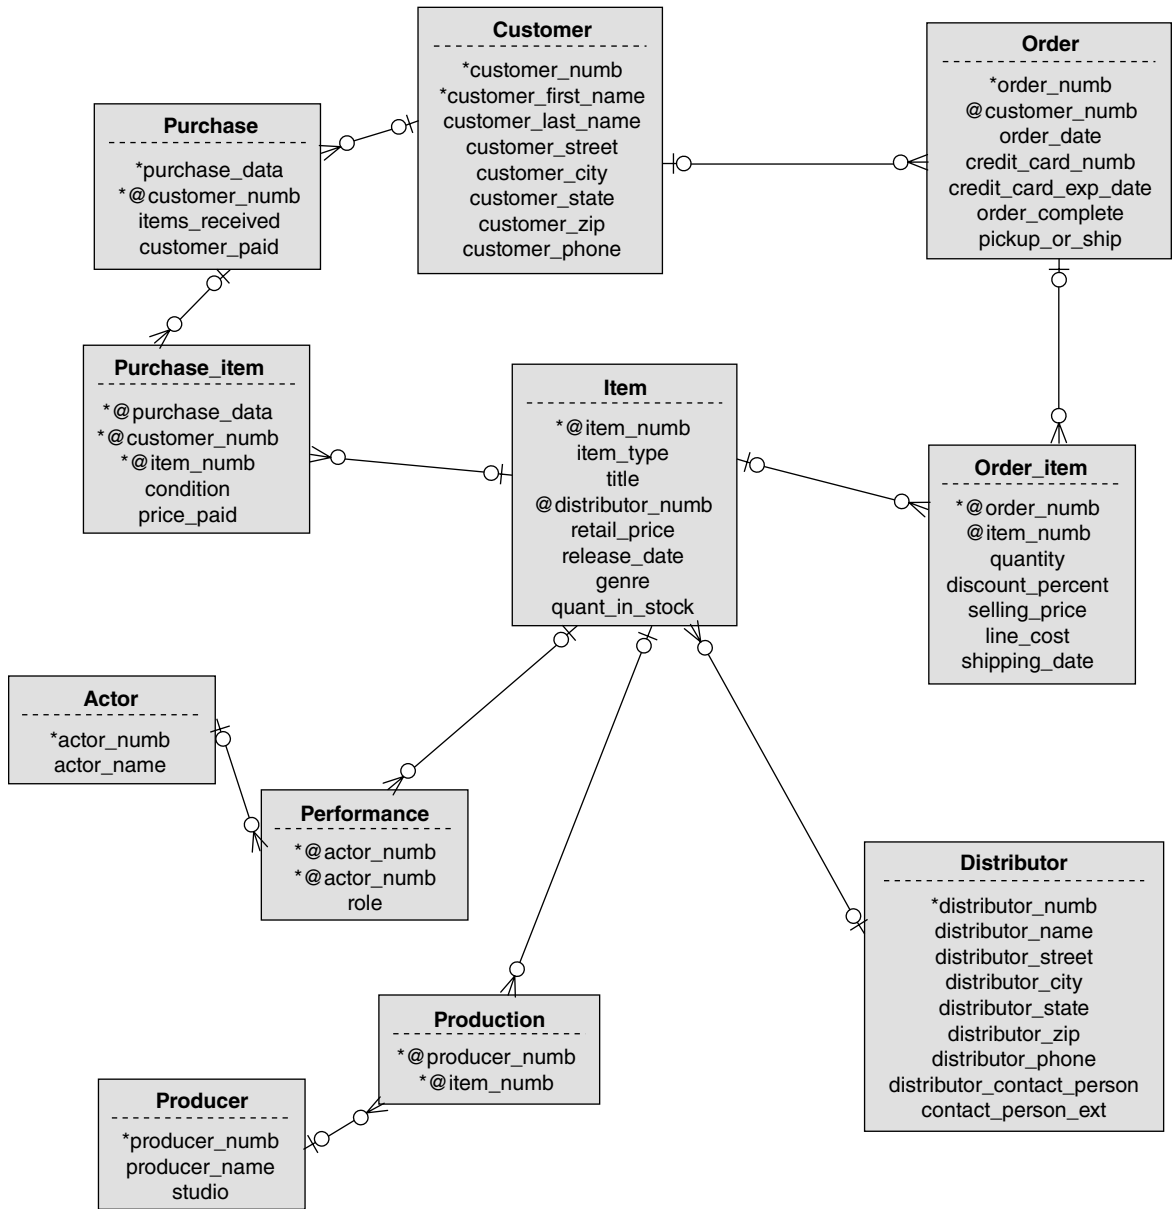 Customer
*customer_numb
*customer_first_name
customer_last_name
customer_street
customer_city
customer_state
customer_zip
customer_phone
Order
*order_numb
@customer_numb
order_date
credit_card_numb
credit_card_exp_date
order_complete
pickup_or_ship
Purchase
*purchase_data
*@customer_numb
items_received
customer_paid
Purchase_item
*@purchase_data
*@customer_numb
*@item_numb
condition
price_paid
Item
*@item_numb
item_type
title
@distributor_numb
retail_price
release_date
genre
quant_in_stock
Order_item
*@order_numb
@item_numb
quantity
discount_percent
selling_price
line_cost
shipping_date
Actor
*actor_numb
actor_name
Performance
*@actor_numb
*@actor_numb
role
Distributor
*distributor_numb
distributor_name
distributor_street
distributor_city
distributor_state
distributor_zip
distributor_phone
distributor_contact_person
contact_person_ext
Production
*@producer_numb
*@item_numb
Producer
*producer_numb
producer_name
studio